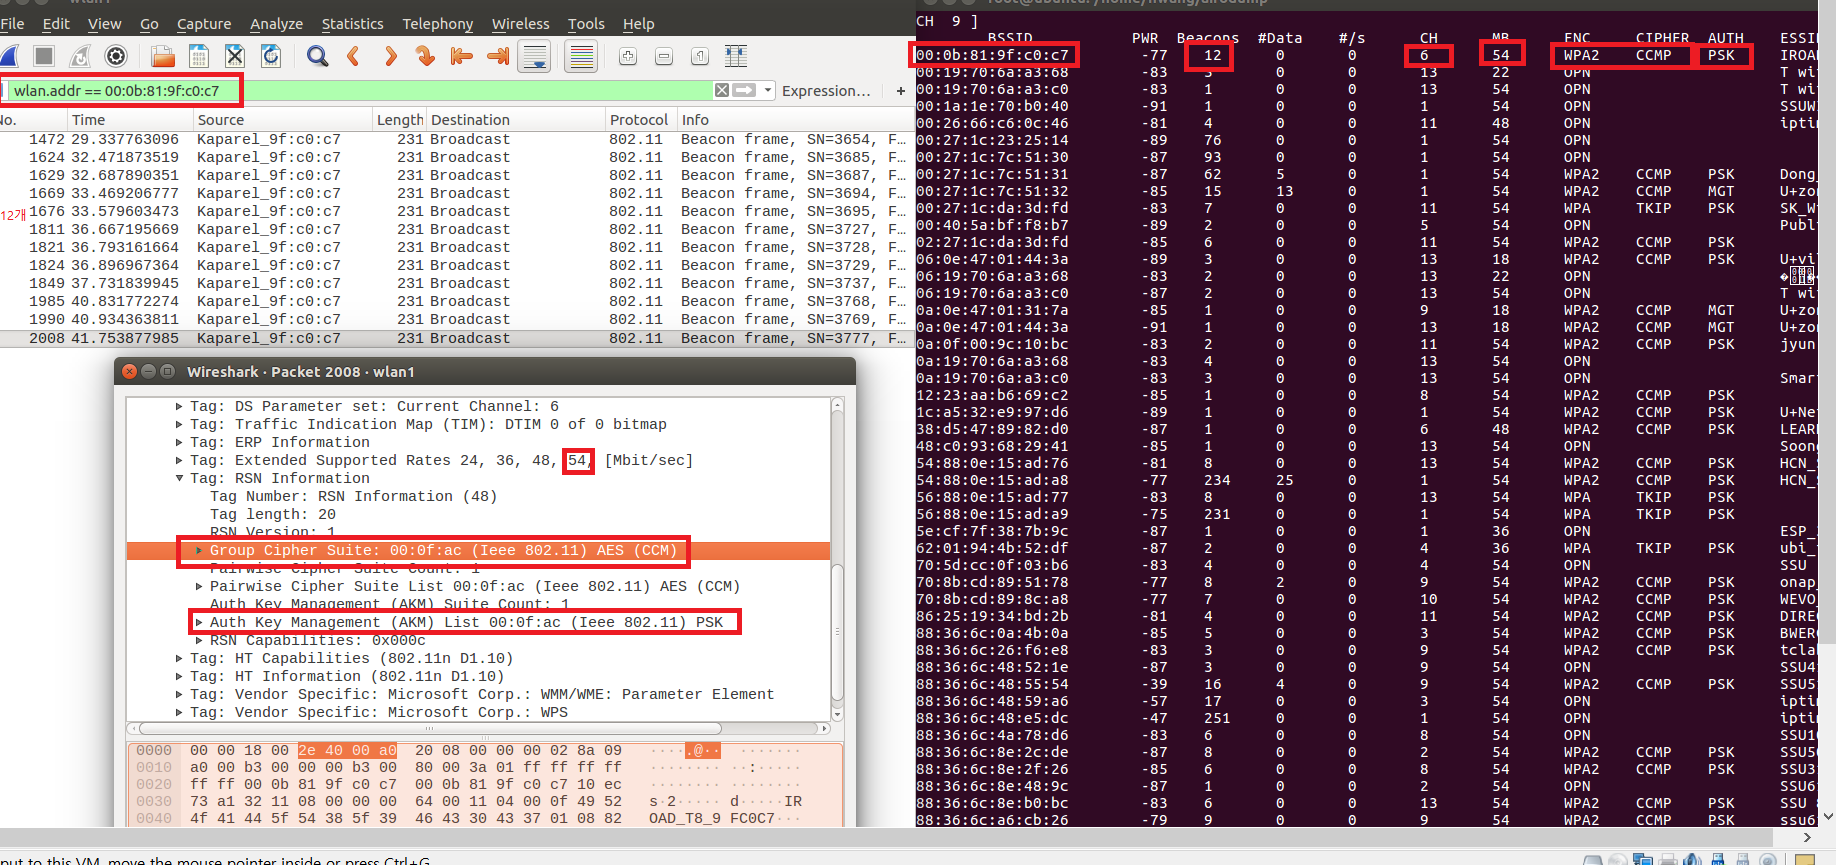 File Edit View Go Capture Analyze Statistics Telephony Wireless Tools Help
wlan.addr == 00:0b:81:9f:c0:c7 Expression… +
No. Time Source Length Destination Protocol Info
1472 29.337763096 Kaparel_9f:c0:c7 231 Broadcast 802.11 Beacon frame, SN=3654, F…
1624 32.471873519 Kaparel_9f:c0:c7 231 Broadcast 802.11 Beacon frame, SN=3685, F…
1629 32.687890351 Kaparel_9f:c0:c7 231 Broadcast 802.11 Beacon frame, SN=3687, F…
1669 33.469206777 Kaparel_9f:c0:c7 231 Broadcast 802.11 Beacon frame, SN=3694, F…
12개 1676 33.579603473 Kaparel_9f:c0:c7 231 Broadcast 802.11 Beacon frame, SN=3695, F…
1811 36.667195669 Kaparel_9f:c0:c7 231 Broadcast 802.11 Beacon frame, SN=3727, F…
1821 36.793161664 Kaparel_9f:c0:c7 231 Broadcast 802.11 Beacon frame, SN=3728, F…
1824 36.896967364 Kaparel_9f:c0:c7 231 Broadcast 802.11 Beacon frame, SN=3729, F…
1849 37.731839945 Kaparel_9f:c0:c7 231 Broadcast 802.11 Beacon frame, SN=3737, F…
1985 40.831772274 Kaparel_9f:c0:c7 231 Broadcast 802.11 Beacon frame, SN=3768, F…
1990 40.934363811 Kaparel_9f:c0:c7 231 Broadcast 802.11 Beacon frame, SN=3769, F…
2008 41.753877985 Kaparel_9f:c0:c7 231 Broadcast 802.11 Beacon frame, SN=3777, F…
Wireshark · Packet 2008 · wlan1
Tag: DS Parameter set: Current Channel: 6
Tag: Traffic Indication Map (TIM): DTIM 0 of 0 bitmap
Tag: ERP Information
Tag: Extended Supported Rates 24, 36, 48, 54, [Mbit/sec]
Tag: RSN Information
Tag Number: RSN Information (48)
Tag length: 20
RSN Version: 1
Group Cipher Suite: 00:0f:ac (Ieee 802.11) AES (CCM)
Pairwise Cipher Suite Count: 1
Pairwise Cipher Suite List 00:0f:ac (Ieee 802.11) AES (CCM)
Auth Key Management (AKM) Suite Count: 1
Auth Key Management (AKM) List 00:0f:ac (Ieee 802.11) PSK
RSN Capabilities: 0x000c
Tag: HT Capabilities (802.11n D1.10)
Tag: HT Information (802.11n D1.10)
Tag: Vendor Specific: Microsoft Corp.: WMM/WME: Parameter Element
Tag: Vendor Specific: Microsoft Corp.: WPS
0000 00 00 18 00 2e 40 00 a0 20 08 00 00 00 02 8a 09 ·····.@·· ·······
0010 a0 00 b3 00 00 00 b3 00 80 00 3a 01 ff ff ff ff ········ ··:·····
0020 ff ff 00 0b 81 9f c0 c7 00 0b 81 9f c0 c7 10 ec ········ ········
0030 73 a1 32 11 08 00 00 00 64 00 11 04 00 0f 49 52 s·2····· d·····IR
0040 4f 41 44 5f 54 38 5f 39 46 43 30 43 37 01 08 82 OAD_T8_9 FC0C7···
CH 9 ]
BSSID PWR Beacons #Data #/s CH MB ENC CIPHER AUTH ESSID
00:0b:81:9f:c0:c7 -77 12 0 0 6 54 WPA2 CCMP PSK IROA
00:19:70:6a:a3:68 -83 3 0 0 13 22 OPN T wi
00:19:70:6a:a3:c0 -83 1 0 0 13 54 OPN T wi
00:1a:1e:70:b0:40 -91 1 0 0 1 54 OPN SSUW
00:26:66:c6:0c:46 -81 4 0 0 11 48 OPN iptim
00:27:1c:23:25:14 -89 76 0 0 1 54 OPN
00:27:1c:7c:51:30 -87 93 0 0 1 54 OPN
00:27:1c:7c:51:31 -87 62 5 0 1 54 WPA2 CCMP PSK Dong
00:27:1c:7c:51:32 -85 15 13 0 1 54 WPA2 CCMP MGT U+zon
00:27:1c:da:3d:fd -83 7 0 0 11 54 WPA TKIP PSK SK_W
00:40:5a:bf:f8:b7 -89 2 0 0 5 54 OPN Publ
02:27:1c:da:3d:fd -85 6 0 0 11 54 WPA2 CCMP PSK
06:0e:47:01:44:3a -89 3 0 0 13 18 WPA2 CCMP PSK U+vil
06:19:70:6a:a3:68 -83 2 0 0 13 22 OPN
06:19:70:6a:a3:c0 -87 2 0 0 13 54 OPN T wi
0a:0e:47:01:31:7a -85 1 0 0 9 18 WPA2 CCMP MGT U+zon
0a:0e:47:01:44:3a -91 1 0 0 13 18 WPA2 CCMP MGT U+zon
0a:0f:00:9c:10:bc -83 2 0 0 11 54 WPA2 CCMP PSK jyun
0a:19:70:6a:a3:68 -83 4 0 0 13 54 OPN
0a:19:70:6a:a3:c0 -83 3 0 0 13 54 OPN Smar
12:23:aa:b6:69:c2 -85 1 0 0 8 54 WPA2 CCMP PSK
1c:a5:32:e9:97:d6 -89 1 0 0 1 54 WPA2 CCMP PSK U+Ne
38:d5:47:89:82:d0 -87 1 0 0 6 48 WPA2 CCMP PSK LEAR
48:c0:93:68:29:41 -85 1 0 0 13 54 OPN Soon
54:88:0e:15:ad:76 -81 8 0 0 13 54 WPA2 CCMP PSK HCN_
54:88:0e:15:ad:a8 -77 234 25 0 1 54 WPA2 CCMP PSK HCN_
56:88:0e:15:ad:77 -83 8 0 0 13 54 WPA TKIP PSK
56:88:0e:15:ad:a9 -75 231 0 0 1 54 WPA TKIP PSK
5e:cf:7f:38:7b:9c -87 1 0 0 1 36 OPN ESP_
62:01:94:4b:52:df -87 2 0 0 4 36 WPA TKIP PSK ubi_
70:5d:cc:0f:03:b6 -83 4 0 0 4 54 OPN SSU
70:8b:cd:89:51:78 -77 8 2 0 9 54 WPA2 CCMP PSK onap
70:8b:cd:89:8c:a8 -77 7 0 0 10 54 WPA2 CCMP PSK WEVO
86:25:19:34:bd:2b -81 4 0 0 11 54 WPA2 CCMP PSK DIREC
88:36:6c:0a:4b:0a -85 5 0 0 3 54 WPA2 CCMP PSK BWERC
88:36:6c:26:f6:e8 -83 3 0 0 9 54 WPA2 CCMP PSK tcla
88:36:6c:48:52:1e -87 3 0 0 9 54 OPN SSU4
88:36:6c:48:55:54 -39 16 4 0 9 54 WPA2 CCMP PSK SSU5
88:36:6c:48:59:a6 -57 17 0 0 3 54 OPN iptim
88:36:6c:48:e5:dc -47 251 0 0 1 54 OPN iptim
88:36:6c:4a:78:d6 -83 6 0 0 8 54 OPN SSU1
88:36:6c:8e:2c:de -87 8 0 0 2 54 WPA2 CCMP PSK SSU5
88:36:6c:8e:2f:26 -85 6 0 0 8 54 WPA2 CCMP PSK SSU3
88:36:6c:8e:48:9c -87 1 0 0 2 54 OPN SSU6
88:36:6c:8e:b0:bc -83 6 0 0 13 54 WPA2 CCMP PSK SSU
88:36:6c:a6:cb:26 -79 9 0 0 9 54 WPA2 CCMP PSK ssu6
put to this VM, move the mouse pointer inside or press Ctrl+G.